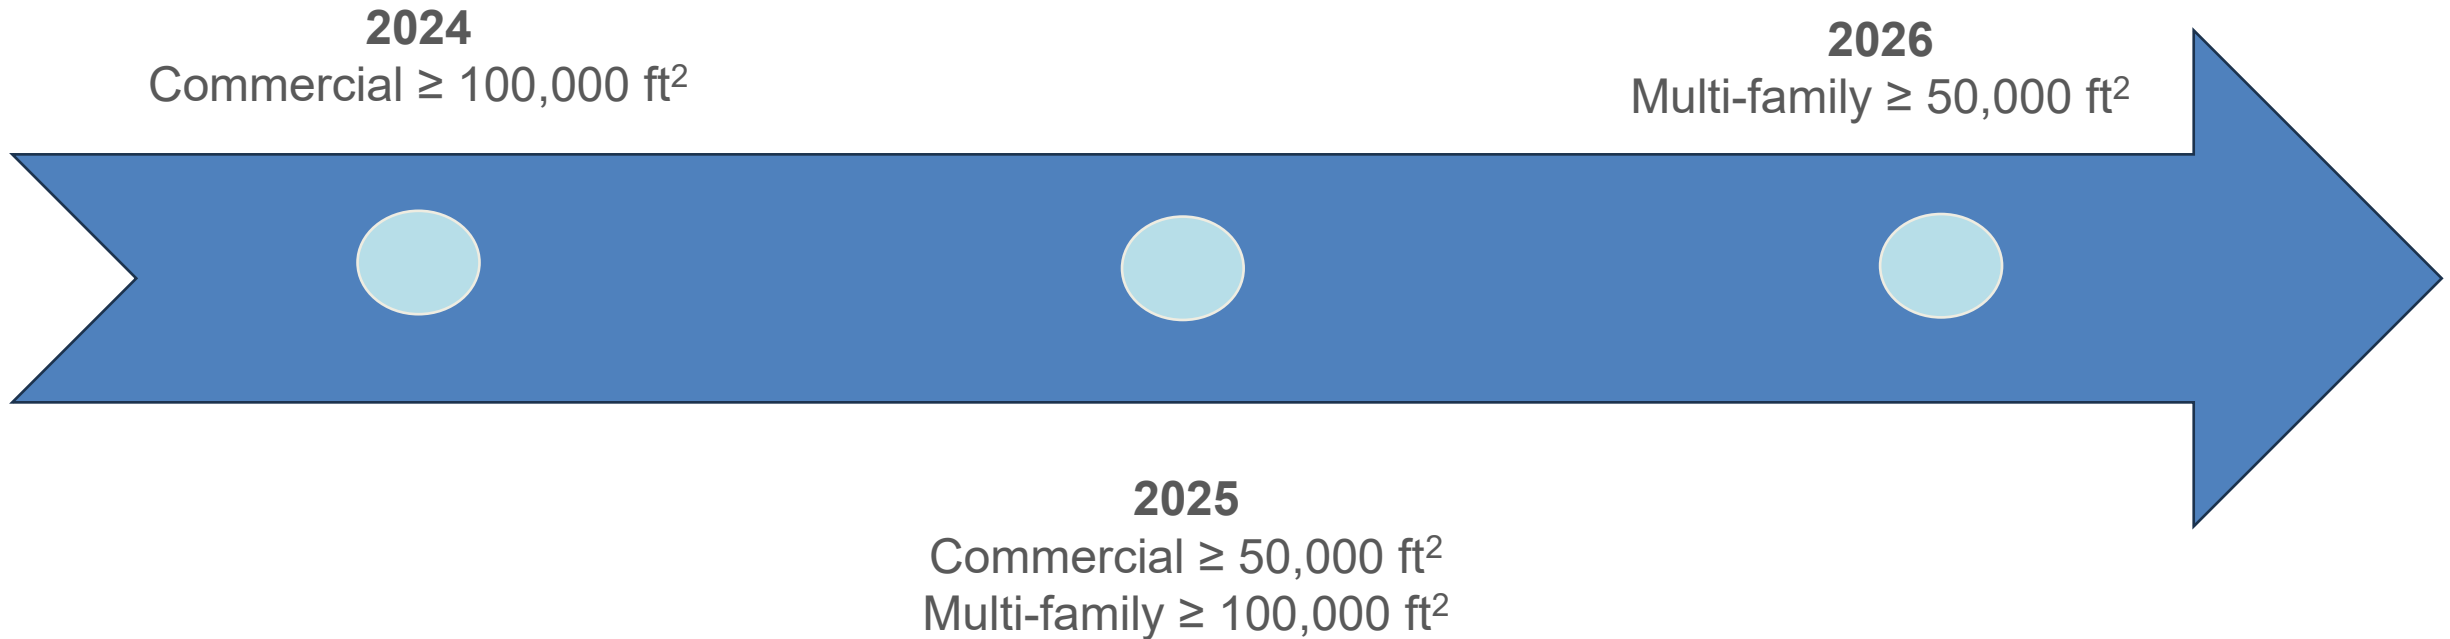 2024
Commercial ≥ 100,000 ft²
2026
Multi-family ≥ 50,000 ft²
2025
Commercial ≥ 50,000 ft²
Multi-family ≥ 100,000 ft²